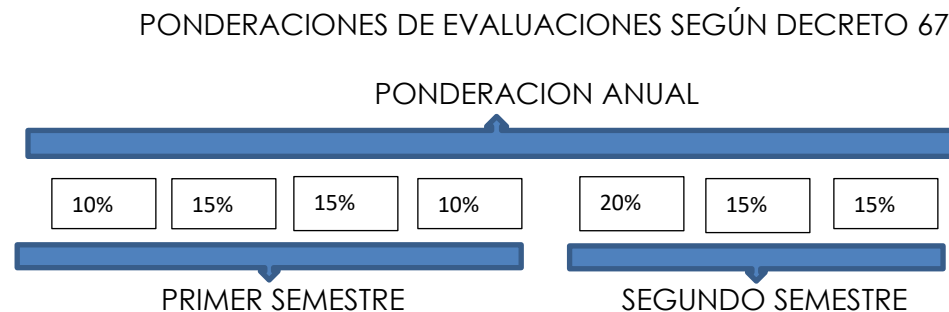 PONDERACIONES DE EVALUACIONES SEGÚN DECRETO 67
PONDERACION ANUAL
10% 15% 15% 10% 20% 15% 15%
PRIMER SEMESTRE SEGUNDO SEMESTRE